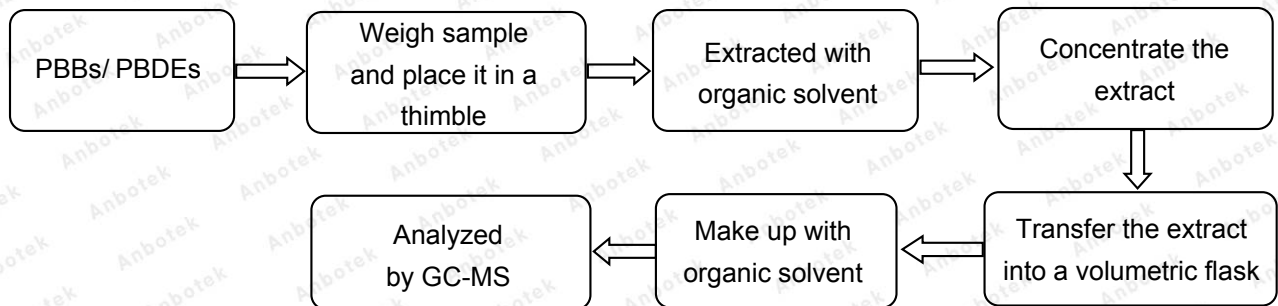 PBBs/ PBDEs
Weigh sample
and place it in a
thimble
Extracted with
organic solvent
Concentrate the
extract
Transfer the extract
into a volumetric flask
Make up with
organic solvent
Analyzed
by GC-MS
Anbotek